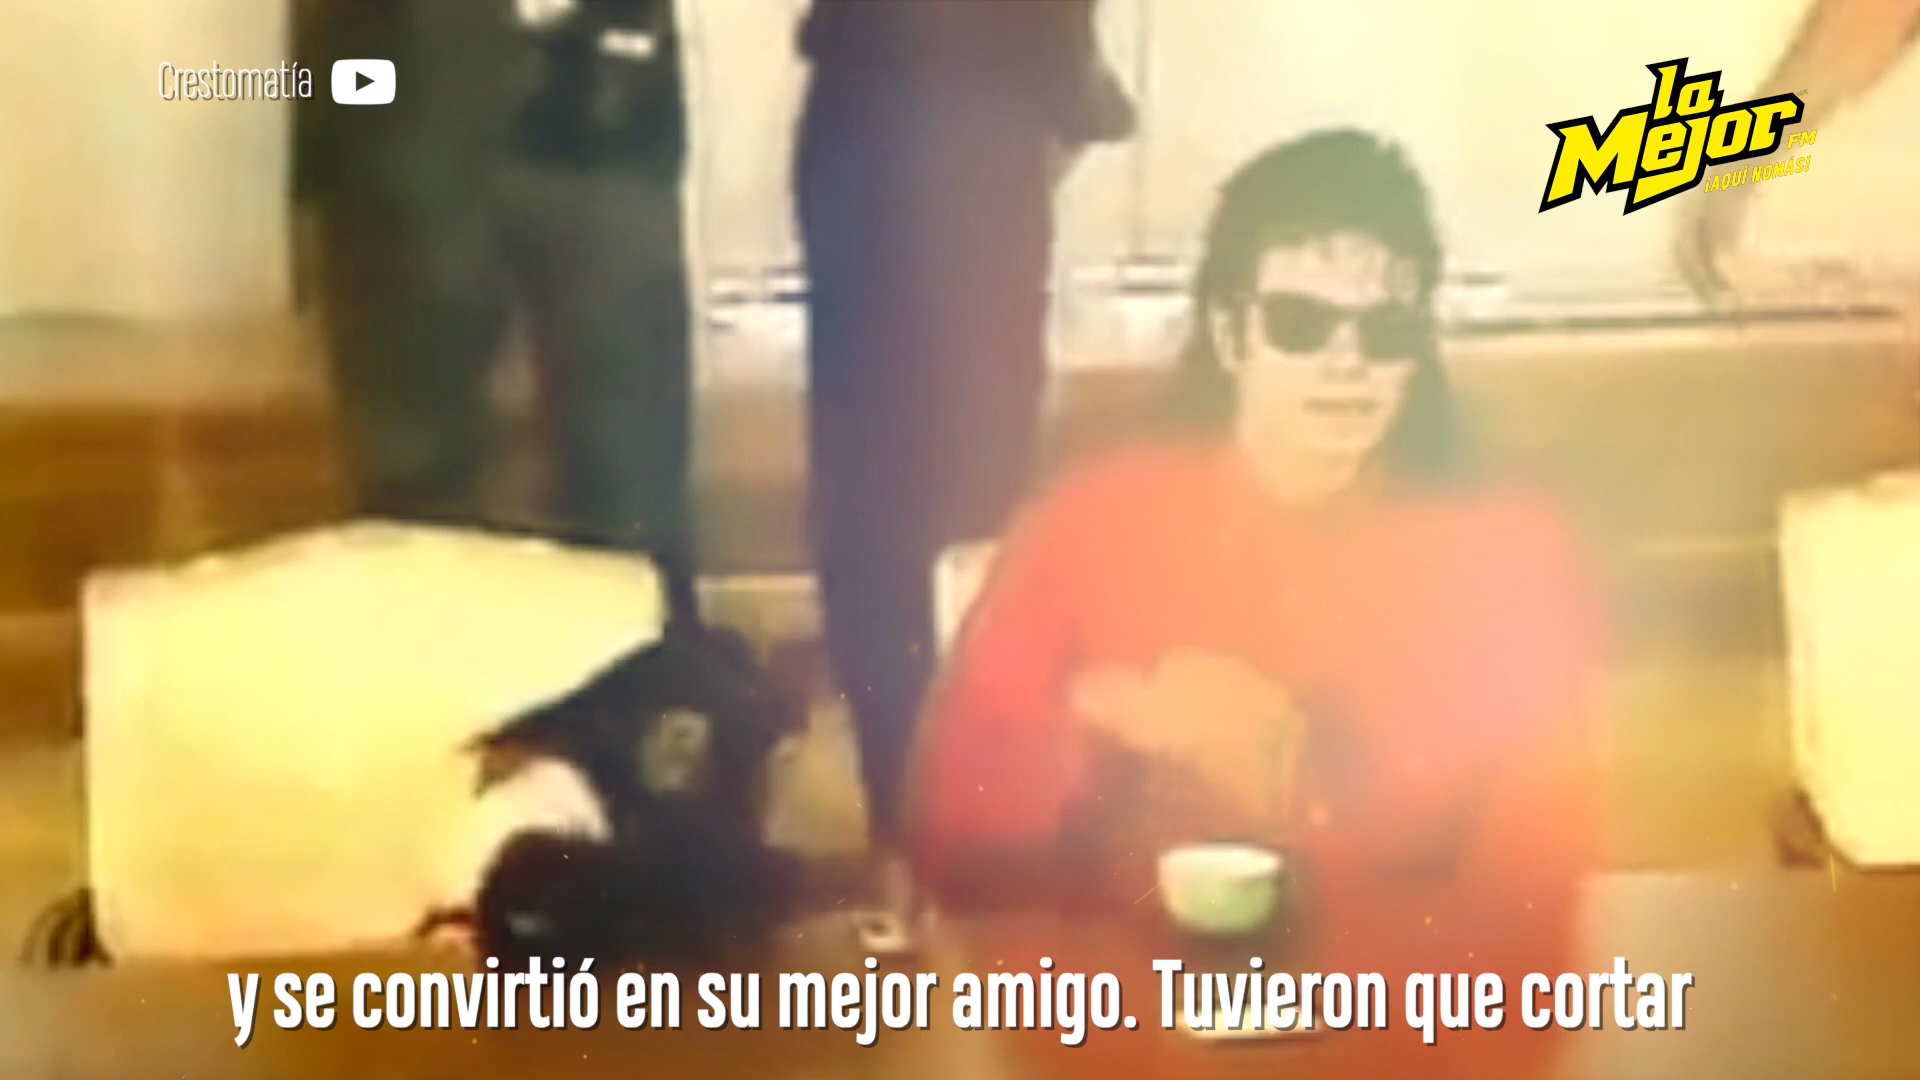 Crestomatía
la
Mejor
FM
¡AQUÍ NOMÁS!
y se convirtió en su mejor amigo. Tuvieron que cortar